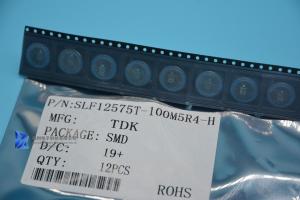 P/N:SLF12575T-100M5R4-H
MFG: TDK
PACKAGE: SMD
D/C: 19+
QTY: 12PCS
ROHS